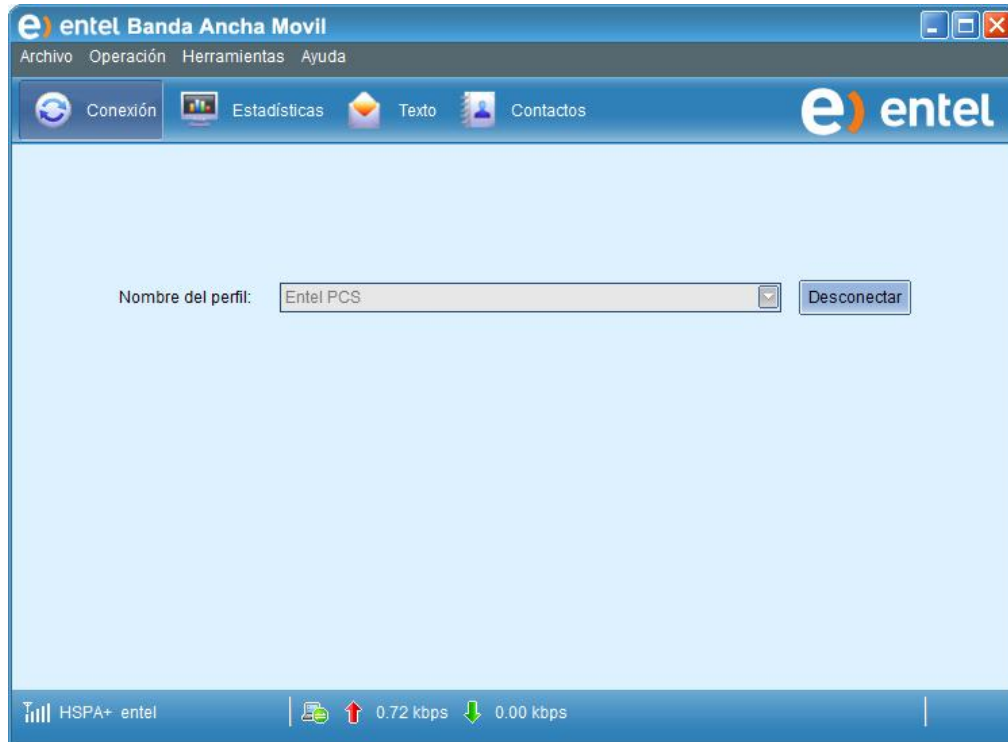 e) entel Banda Ancha Movil
Archivo Operación Herramientas Ayuda
Conexión Estadísticas Texto Contactos e) entel
Nombre del perfil: Entel PCS Desconectar
HSPA+ entel 0.72 kbps 0.00 kbps